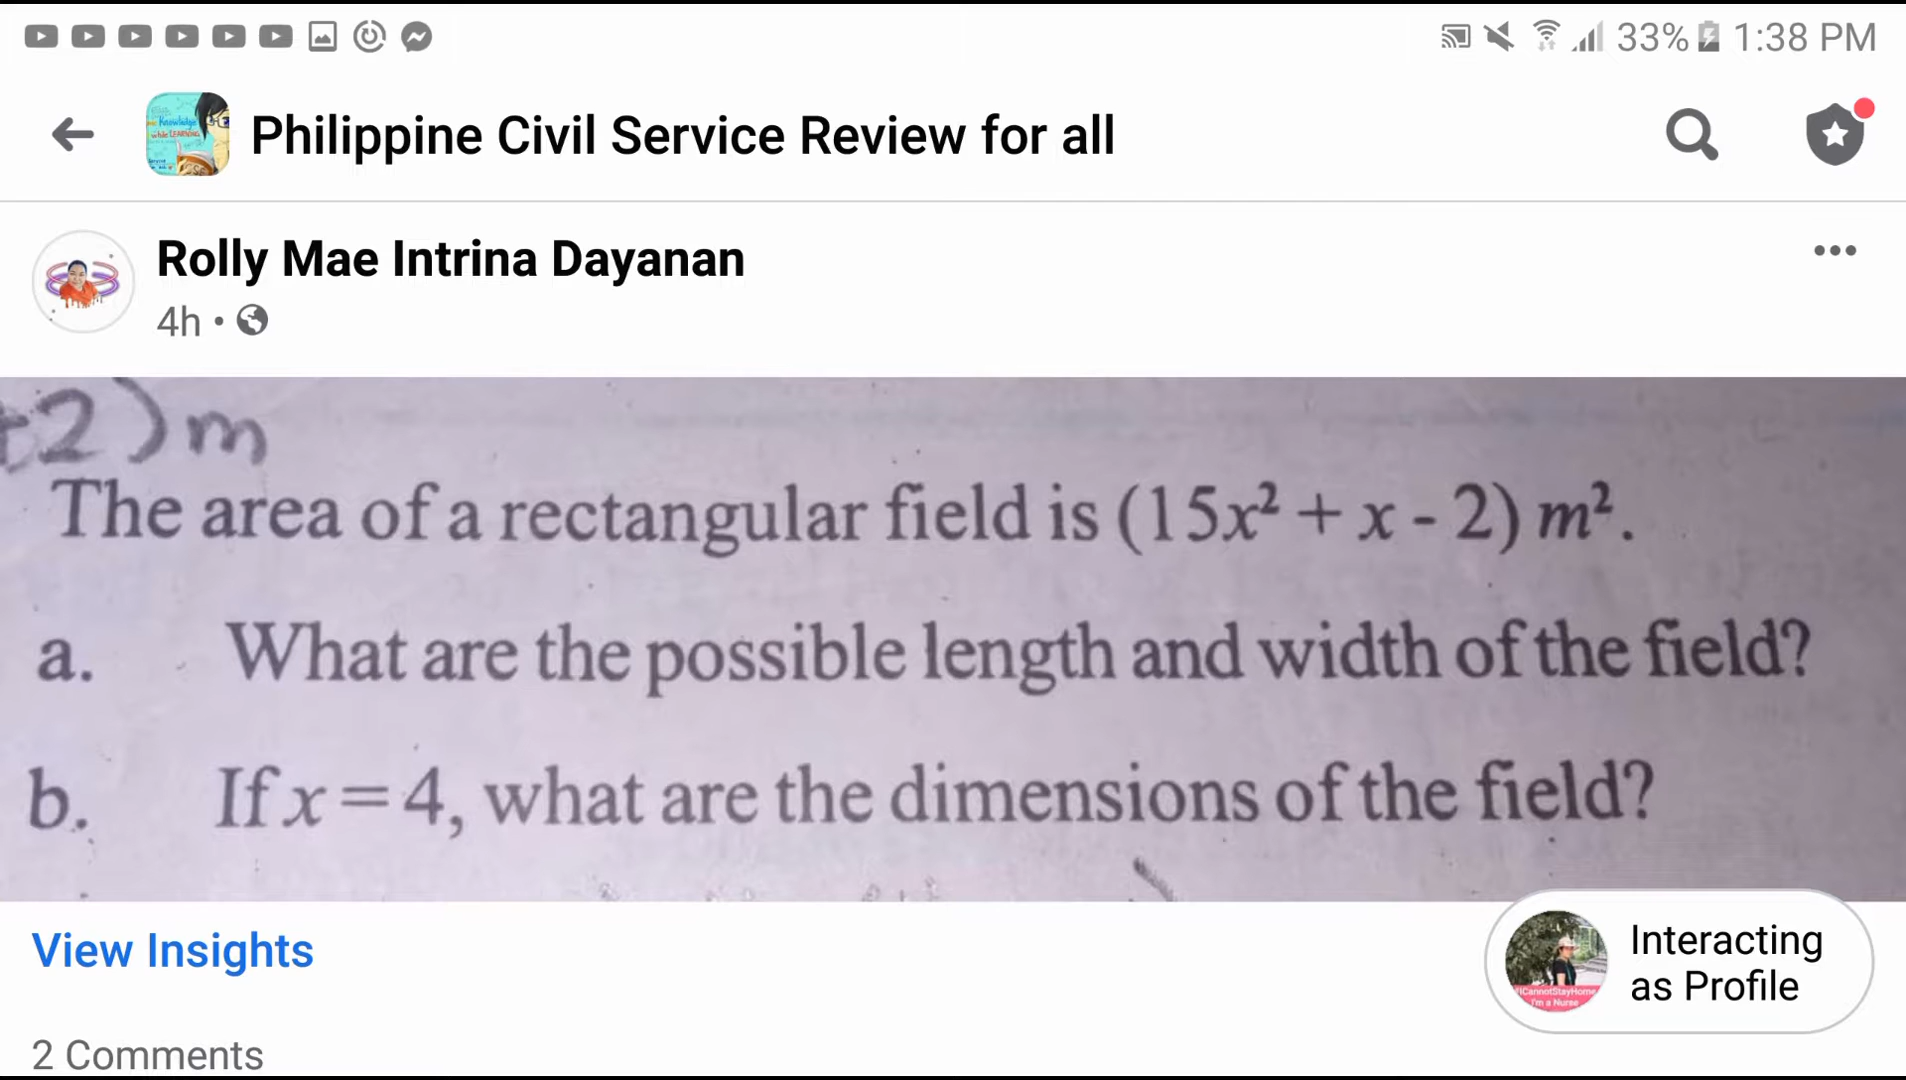 33% 1:38 PM
Philippine Civil Service Review for all
Rolly Mae Intrina Dayanan
4h •
+2)m
The area of a rectangular field is (15x² + x - 2) m².
a. What are the possible length and width of the field?
b. If x = 4, what are the dimensions of the field?
View Insights
Interacting
as Profile
#ICannotStayHome
I'm a Nurse
2 Comments